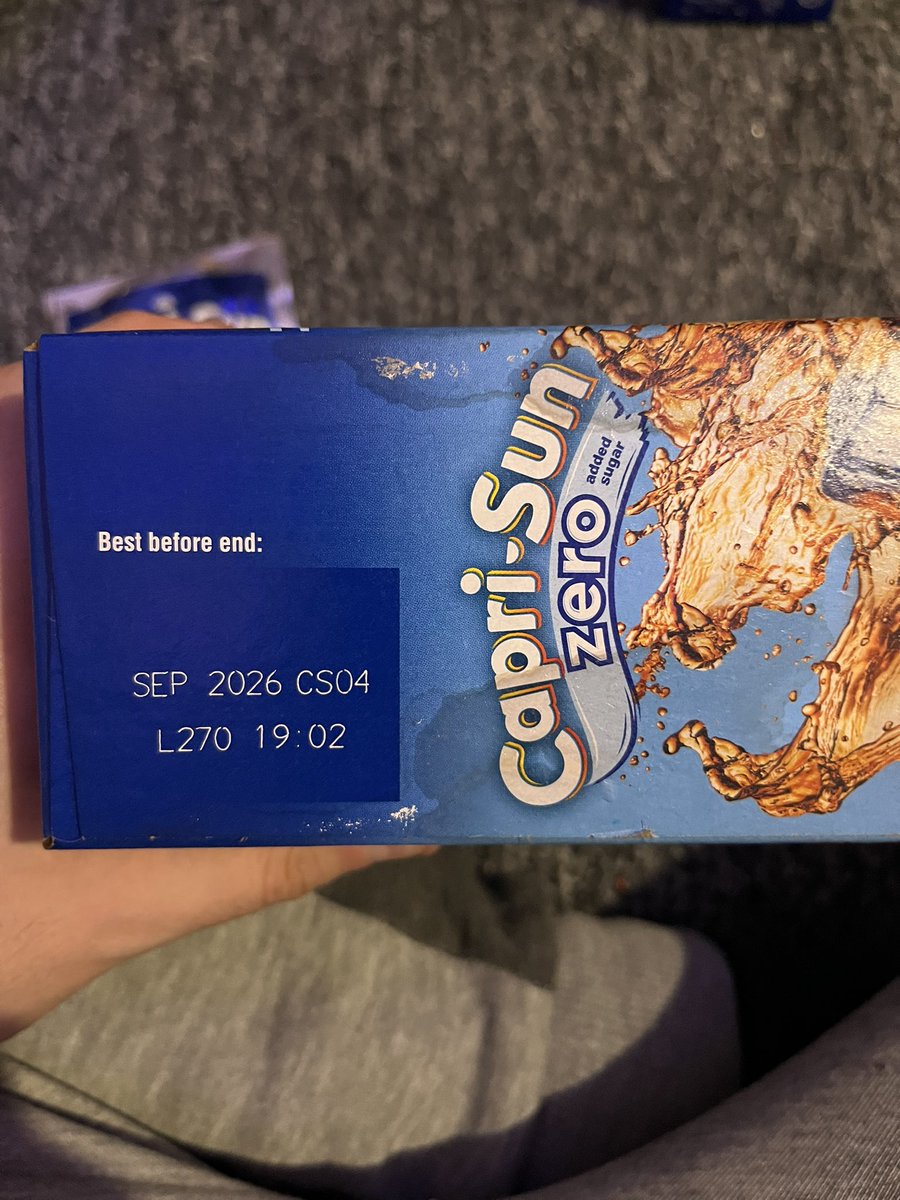 Best before end:
SEP 2026 CS04
L270 19:02
Capri-Sun
zero
added
sugar